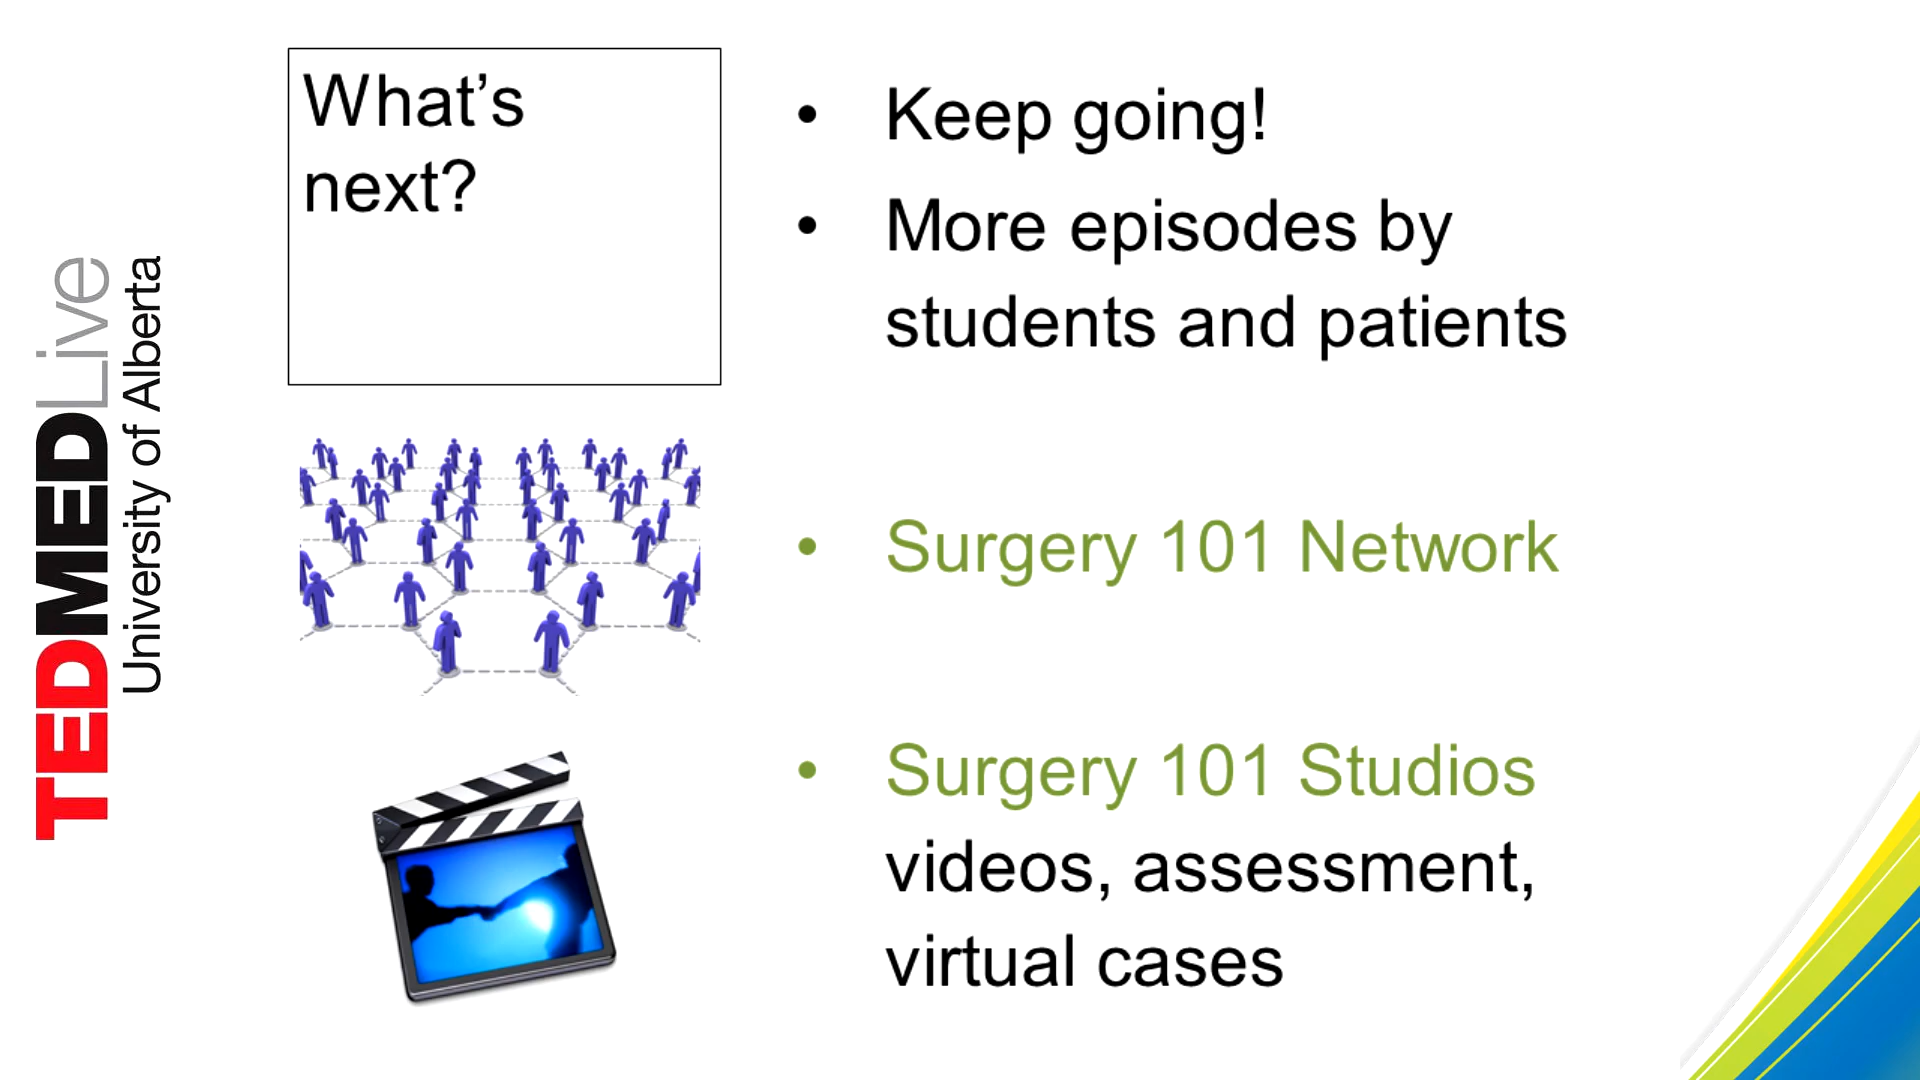 TEDMEDLive
University of Alberta
What’s
next?
• Keep going!
• More episodes by
students and patients
• Surgery 101 Network
• Surgery 101 Studios
videos, assessment,
virtual cases